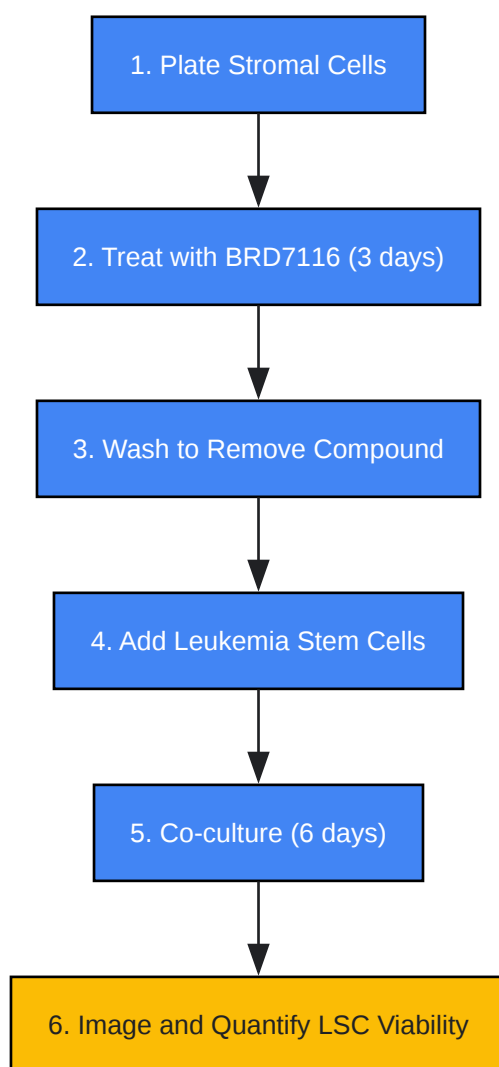 1. Plate Stromal Cells
2. Treat with BRD7116 (3 days)
3. Wash to Remove Compound
4. Add Leukemia Stem Cells
5. Co-culture (6 days)
6. Image and Quantify LSC Viability